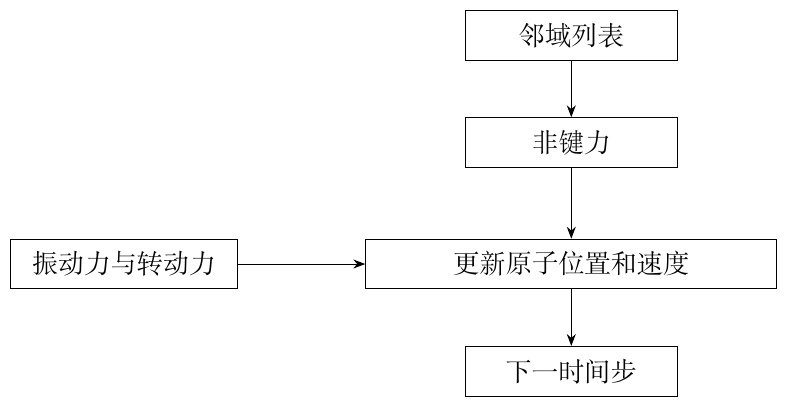 邻域列表
非键力
振动力与转动力
更新原子位置和速度
下一时间步